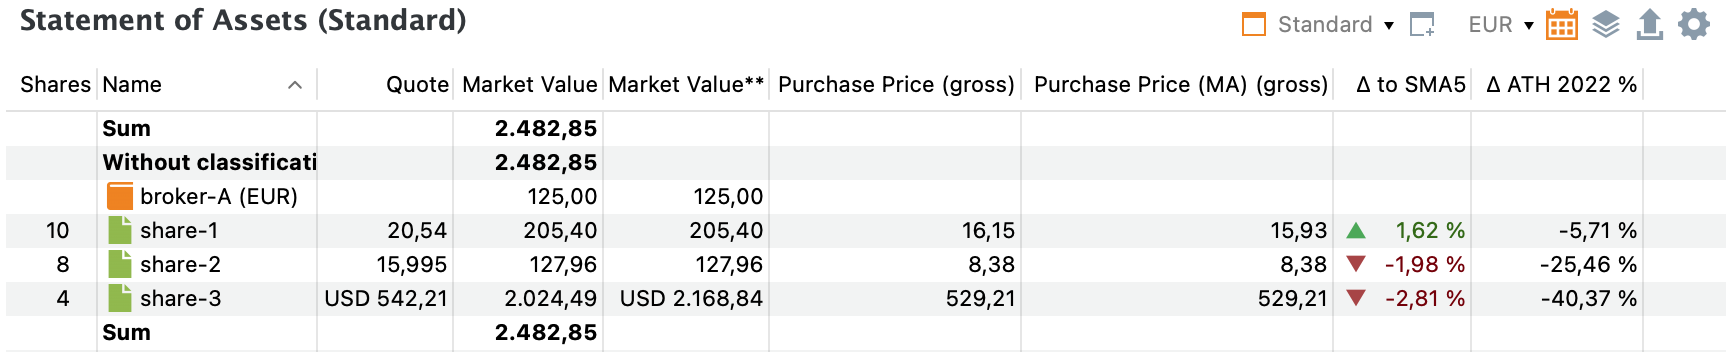 Statement of Assets (Standard)
Standard EUR
Shares Name Quote Market Value Market Value** Purchase Price (gross) Purchase Price (MA) (gross) Δ to SMA5 Δ ATH 2022 %
Sum 2.482,85
Without classificati 2.482,85
broker-A (EUR) 125,00 125,00
10 share-1 20,54 205,40 205,40 16,15 15,93 1,62 % -5,71 %
8 share-2 15,995 127,96 127,96 8,38 8,38 -1,98 % -25,46 %
4 share-3 USD 542,21 2.024,49 USD 2.168,84 529,21 529,21 -2,81 % -40,37 %
Sum 2.482,85